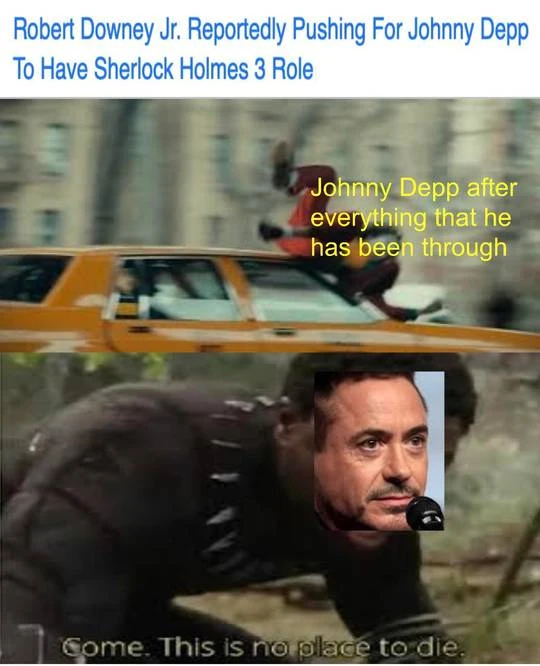 Robert Downey Jr. Reportedly Pushing For Johnny Depp
To Have Sherlock Holmes 3 Role
Johnny Depp after
everything that he
has been through
Come. This is no place to die.